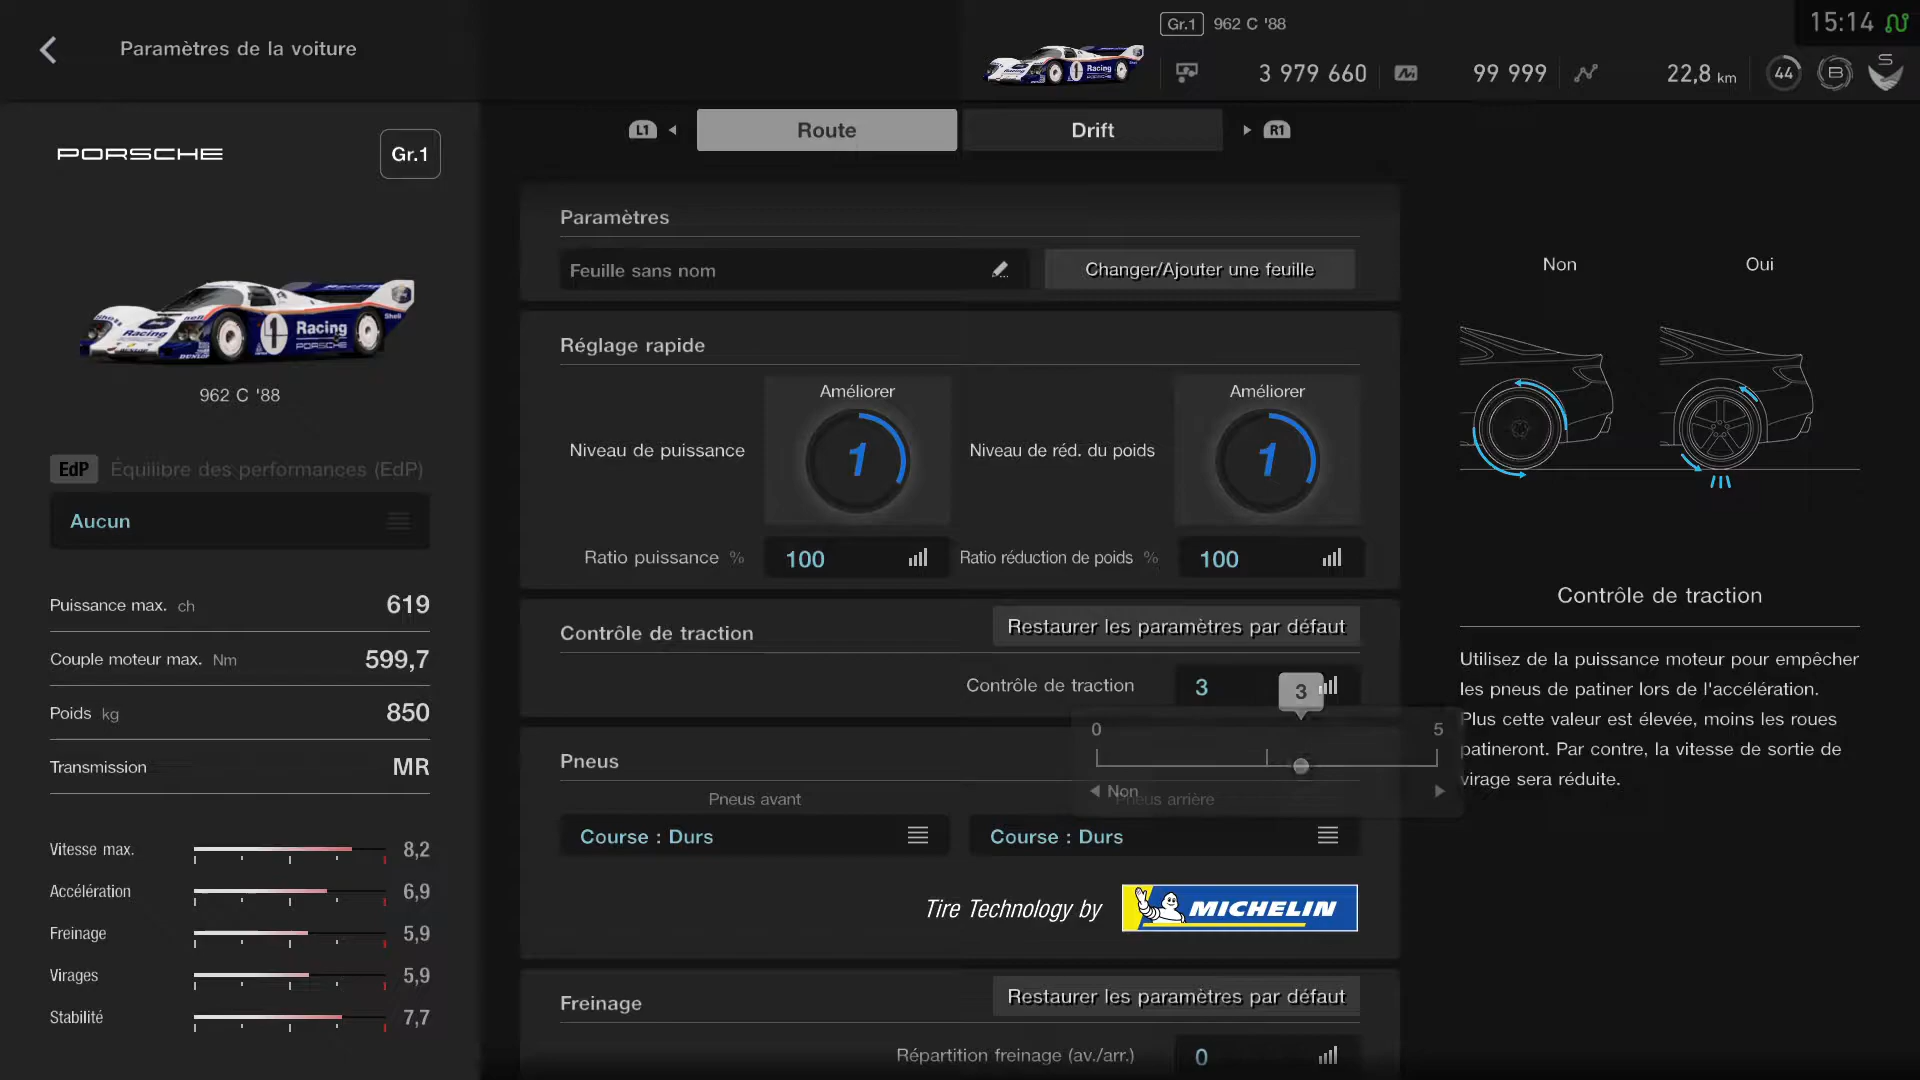 Paramètres de la voiture
Gr.1 962 C '88
15:14
3 979 660
99 999
22,8 km
44
B
S
PORSCHE
Gr.1
962 C '88
EdP Équilibre des performances (EdP)
Aucun
Puissance max. ch 619
Couple moteur max. Nm 599,7
Poids kg 850
Transmission MR
Vitesse max. 8,2
Accélération 6,9
Freinage 5,9
Virages 5,9
Stabilité 7,7
L1 Route Drift R1
Paramètres
Feuille sans nom
Changer/Ajouter une feuille
Réglage rapide
Améliorer
Améliorer
Niveau de puissance 1
Niveau de réd. du poids 1
Ratio puissance % 100
Ratio réduction de poids % 100
Contrôle de traction
Restaurer les paramètres par défaut
Contrôle de traction 3
3
0 5
Non
Pneus
Pneus avant Pneus arrière
Course : Durs Course : Durs
Tire Technology by MICHELIN
Freinage
Restaurer les paramètres par défaut
Répartition freinage (av./arr.) 0
Non Oui
Contrôle de traction
Utilisez de la puissance moteur pour empêcher
les pneus de patiner lors de l'accélération.
Plus cette valeur est élevée, moins les roues
patineront. Par contre, la vitesse de sortie de
virage sera réduite.